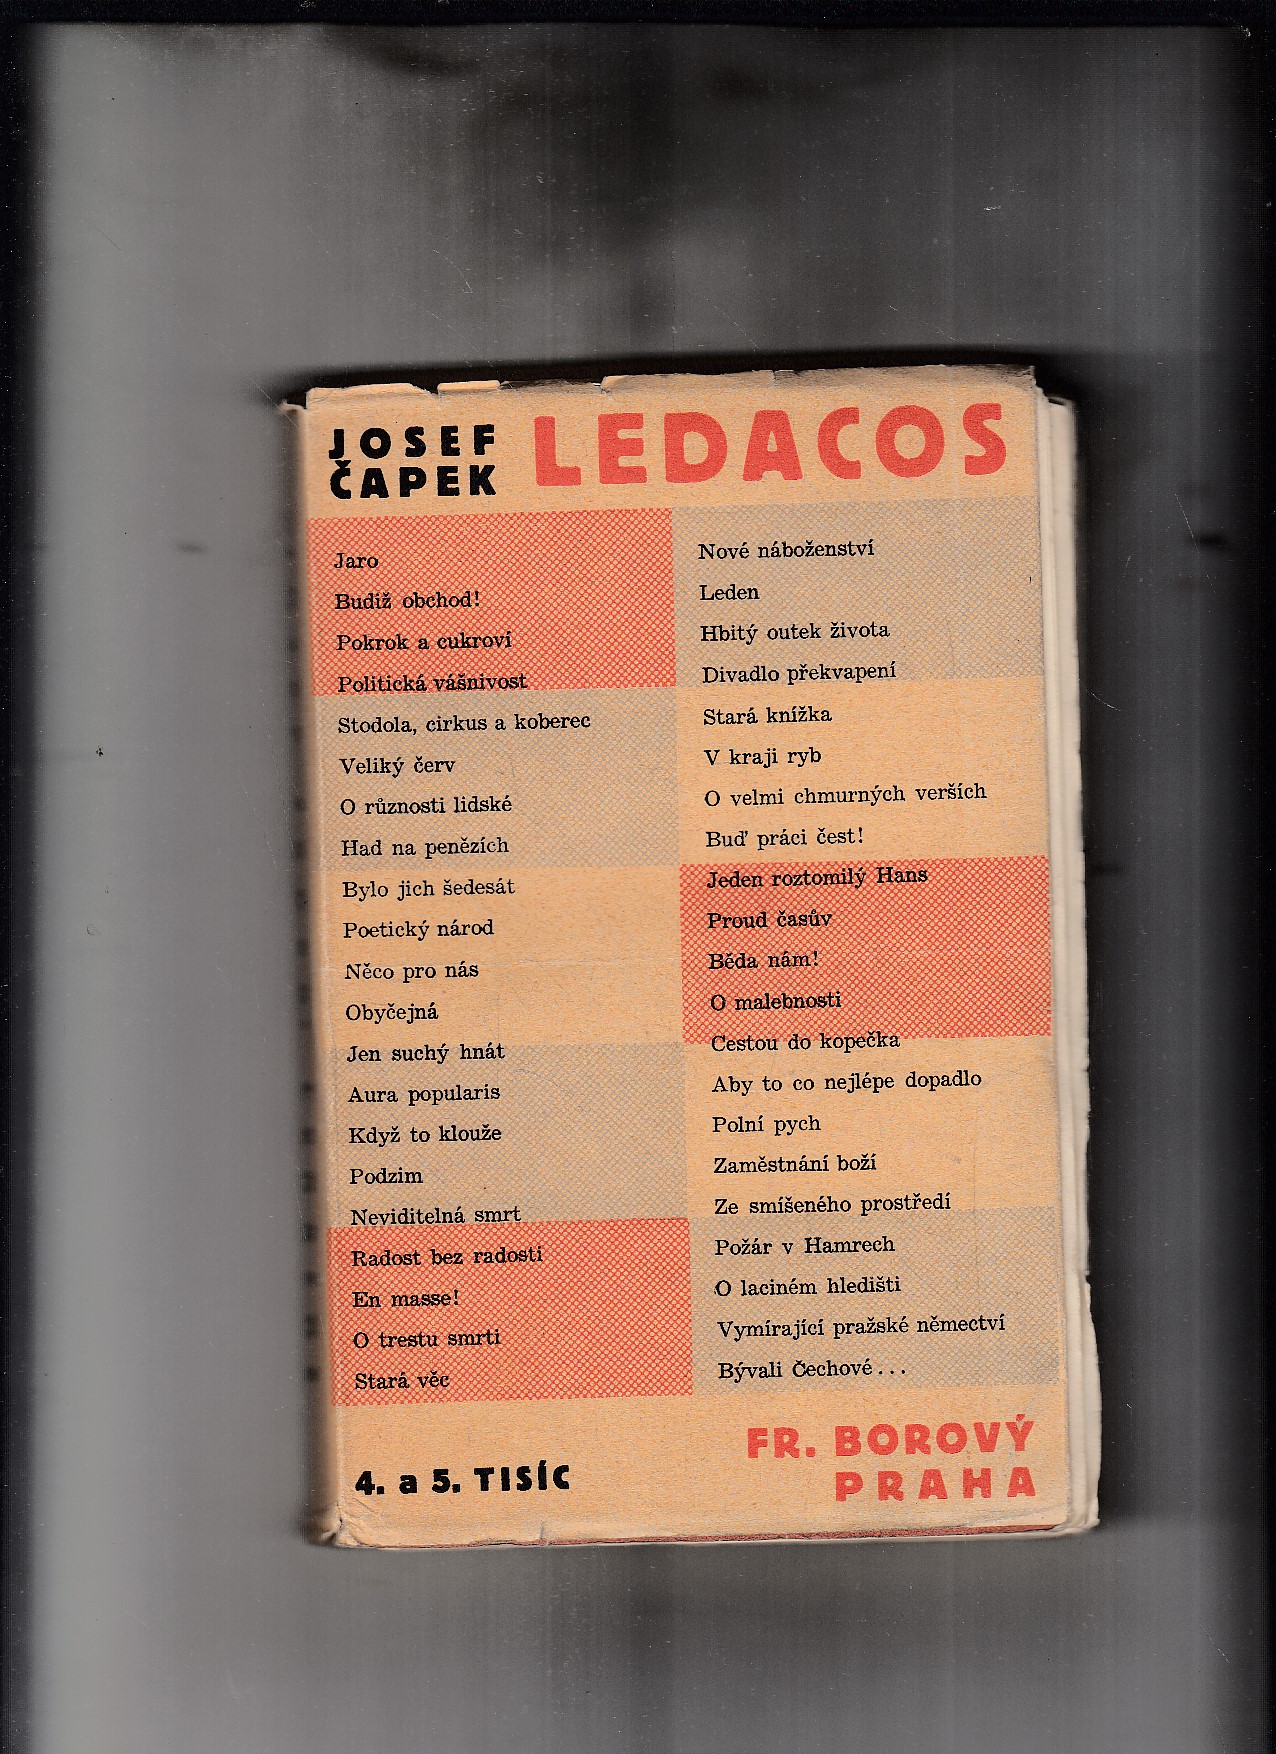 JOSEF
ČAPEK
LEDACOS
Jaro
Budiž obchod!
Pokrok a cukroví
Politická vášnivost
Stodola, cirkus a koberec
Veliký červ
O různosti lidské
Had na penězích
Bylo jich šedesát
Poetický národ
Něco pro nás
Obyčejná
Jen suchý hnát
Aura popularis
Když to klouže
Podzim
Neviditelná smrt
Radost bez radosti
En masse!
O trestu smrti
Stará věc
Nové náboženství
Leden
Hbitý outek života
Divadlo překvapení
Stará knížka
V kraji ryb
O velmi chmurných verších
Buď práci čest!
Jeden roztomilý Hans
Proud časův
Běda nám!
O malebnosti
Cestou do kopečka
Aby to co nejlépe dopadlo
Polní pych
Zaměstnání boží
Ze smíšeného prostředí
Požár v Hamrech
O laciném hledišti
Vymírající pražské němectví
Bývali Čechové...
4. a 5. TISÍC
FR. BOROVÝ
PRAHA